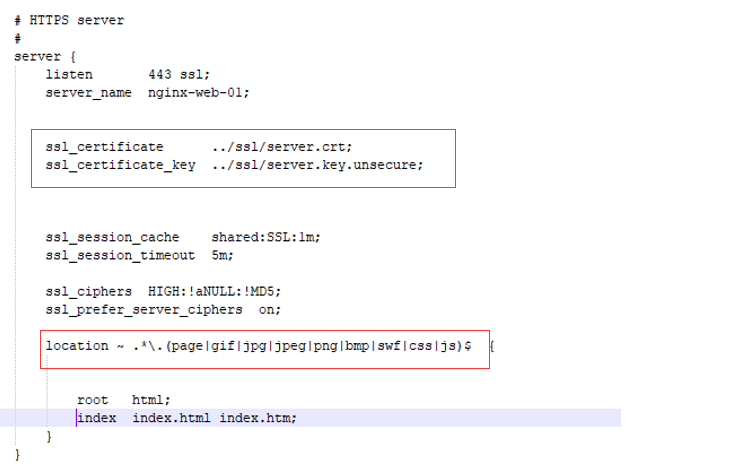 # HTTPS server
#
server {
listen 443 ssl;
server_name nginx-web-01;
ssl_certificate ../ssl/server.crt;
ssl_certificate_key ../ssl/server.key.unsecure;
ssl_session_cache shared:SSL:1m;
ssl_session_timeout 5m;
ssl_ciphers HIGH:!aNULL:!MD5;
ssl_prefer_server_ciphers on;
location ~ .*\.(page|gif|jpg|jpeg|png|bmp|swf|css|js)$ {
root html;
index index.html index.htm;
}
}